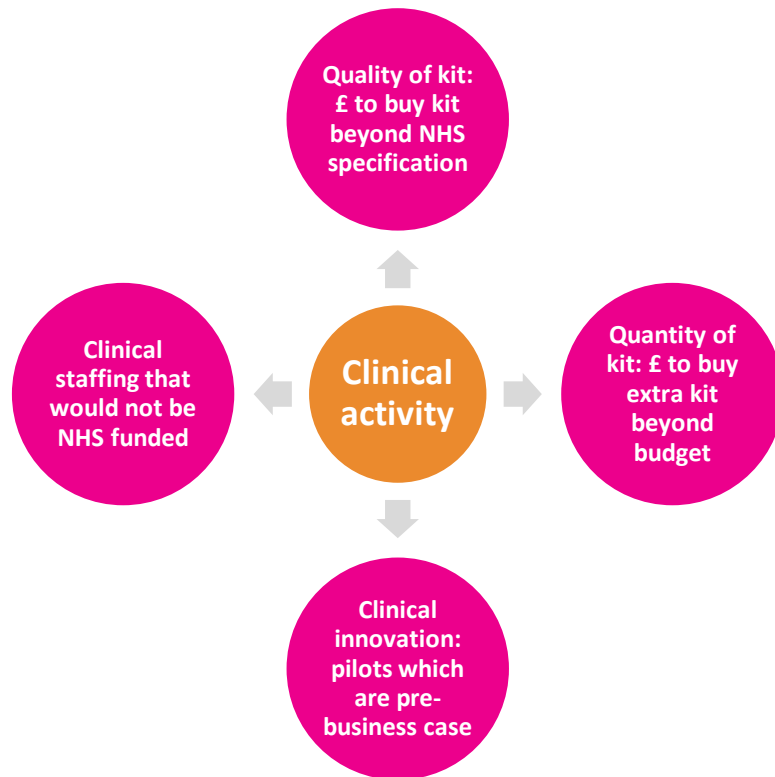 Quality of kit:
£ to buy kit
beyond NHS
specification
Clinical
staffing that
would not be
NHS funded
Clinical
activity
Quantity of
kit: £ to buy
extra kit
beyond
budget
Clinical
innovation:
pilots which
are pre-
business case